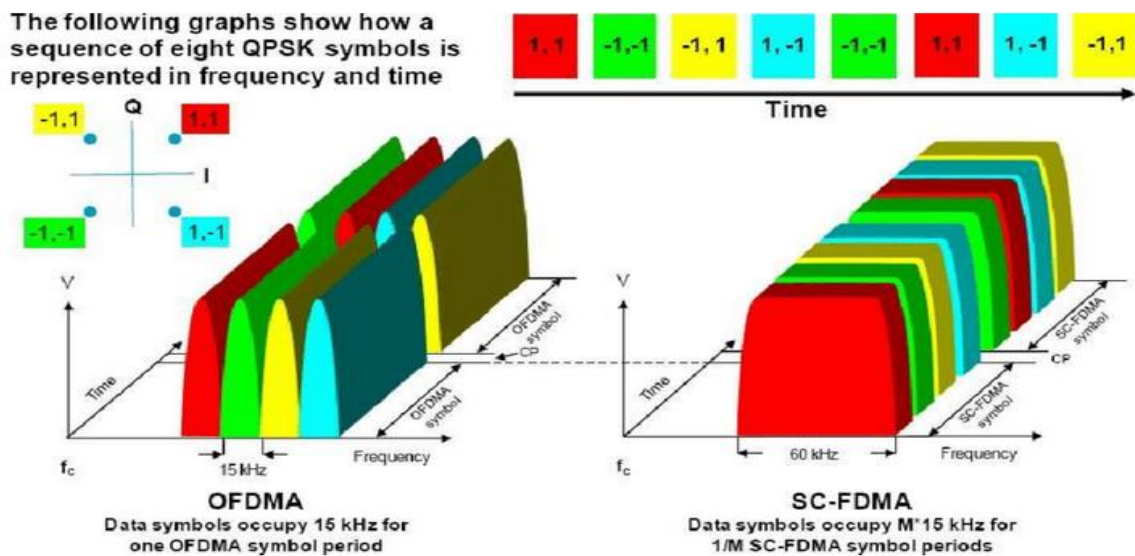 The following graphs show how a
sequence of eight QPSK symbols is
represented in frequency and time
1, 1
-1,-1
-1, 1
1, -1
-1,-1
1,1
1, -1
-1,1
Time
Q
-1,1
1,1
I
-1,-1
1,-1
V
Time
OFDMA
symbol
CP
OFDMA
symbol
fc
15 kHz
Frequency
OFDMA
Data symbols occupy 15 kHz for
one OFDMA symbol period
V
Time
SC-FDMA
symbol
CP
SC-FDMA
symbol
fc
60 kHz
Frequency
SC-FDMA
Data symbols occupy M*15 kHz for
1/M SC-FDMA symbol periods